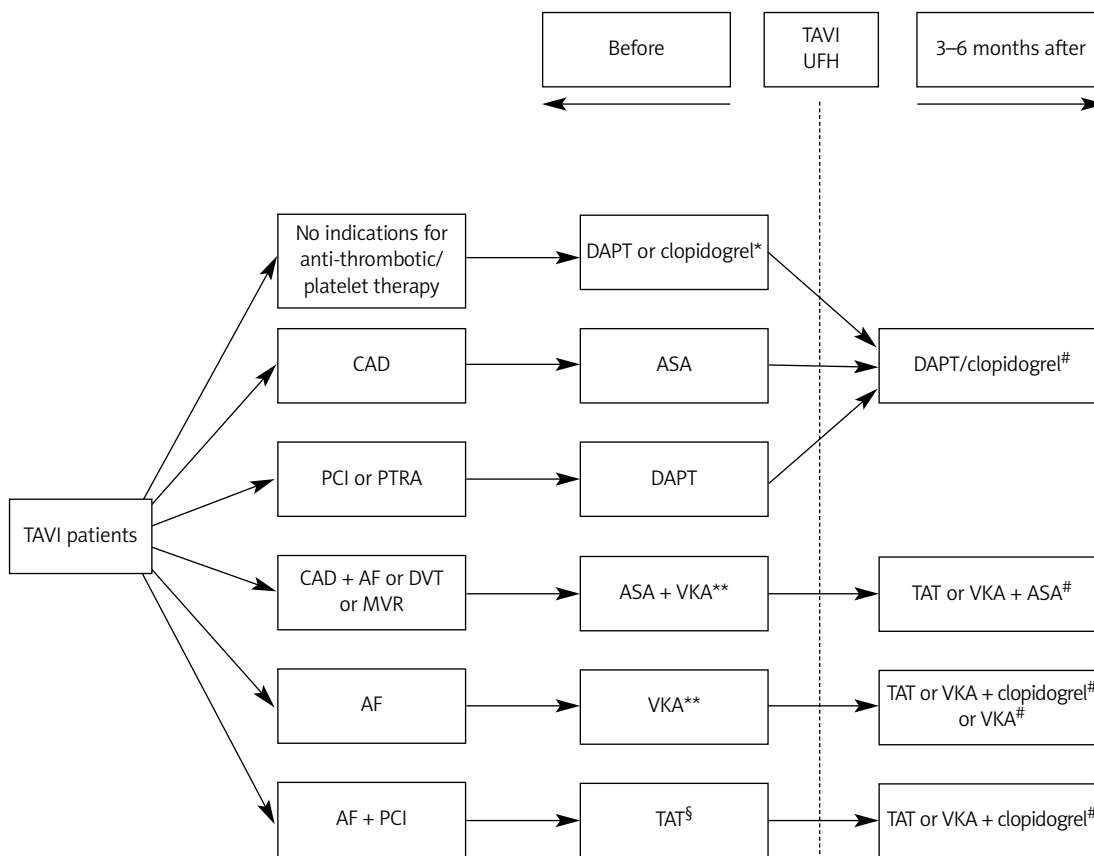 Before
TAVI
UFH
3–6 months after
No indications for
anti-thrombotic/
platelet therapy
DAPT or clopidogrel*
CAD
ASA
DAPT/clopidogrel#
PCI or PTRA
DAPT
TAVI patients
CAD + AF or DVT
or MVR
ASA + VKA**
TAT or VKA + ASA#
AF
VKA**
TAT or VKA + clopidogrel#
or VKA#
AF + PCI
TAT§
TAT or VKA + clopidogrel#